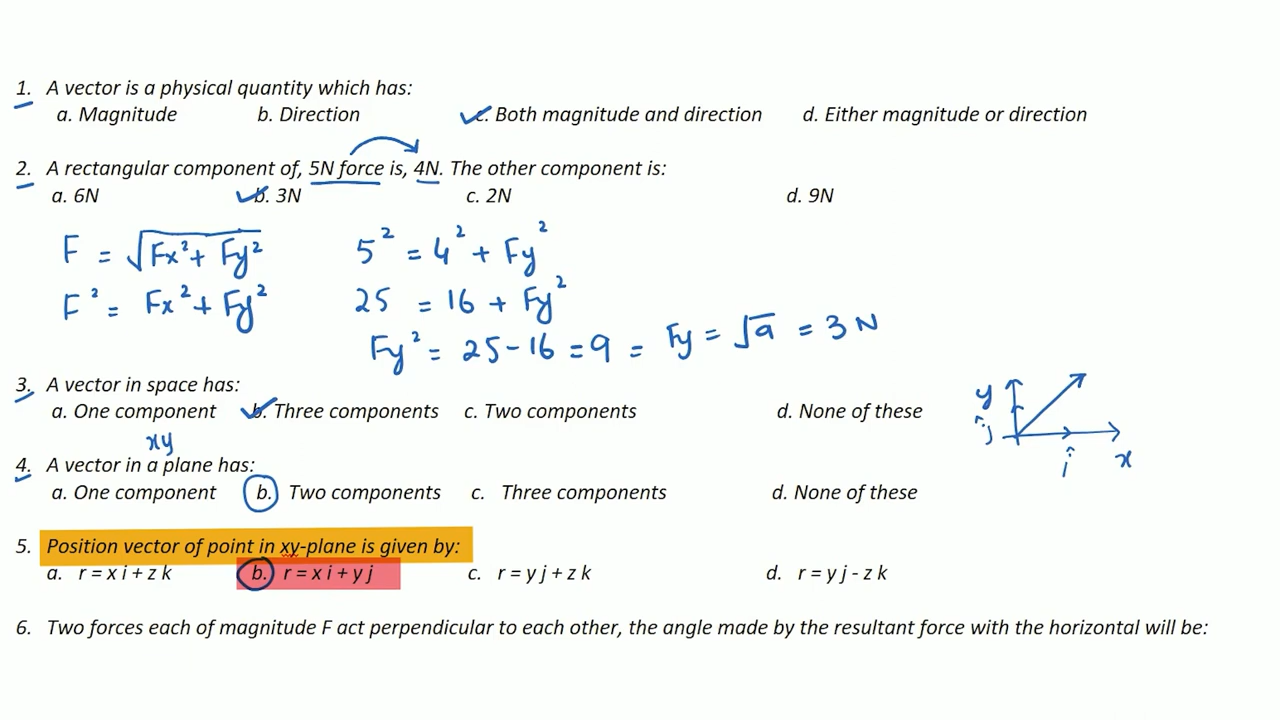 1. A vector is a physical quantity which has:
a. Magnitude b. Direction c. Both magnitude and direction d. Either magnitude or direction
2. A rectangular component of, 5N force is, 4N. The other component is:
a. 6N b. 3N c. 2N d. 9N
F = √Fx² + Fy² 5² = 4² + Fy²
F² = Fx² + Fy² 25 = 16 + Fy²
Fy² = 25 - 16 = 9 = Fy = √9 = 3 N
3. A vector in space has:
a. One component b. Three components c. Two components d. None of these
y
ĵ
î x
xy
4. A vector in a plane has:
a. One component b. Two components c. Three components d. None of these
5. Position vector of point in xy-plane is given by:
a. r = x i + z k b. r = x i + y j c. r = y j + z k d. r = y j - z k
6. Two forces each of magnitude F act perpendicular to each other, the angle made by the resultant force with the horizontal will be: